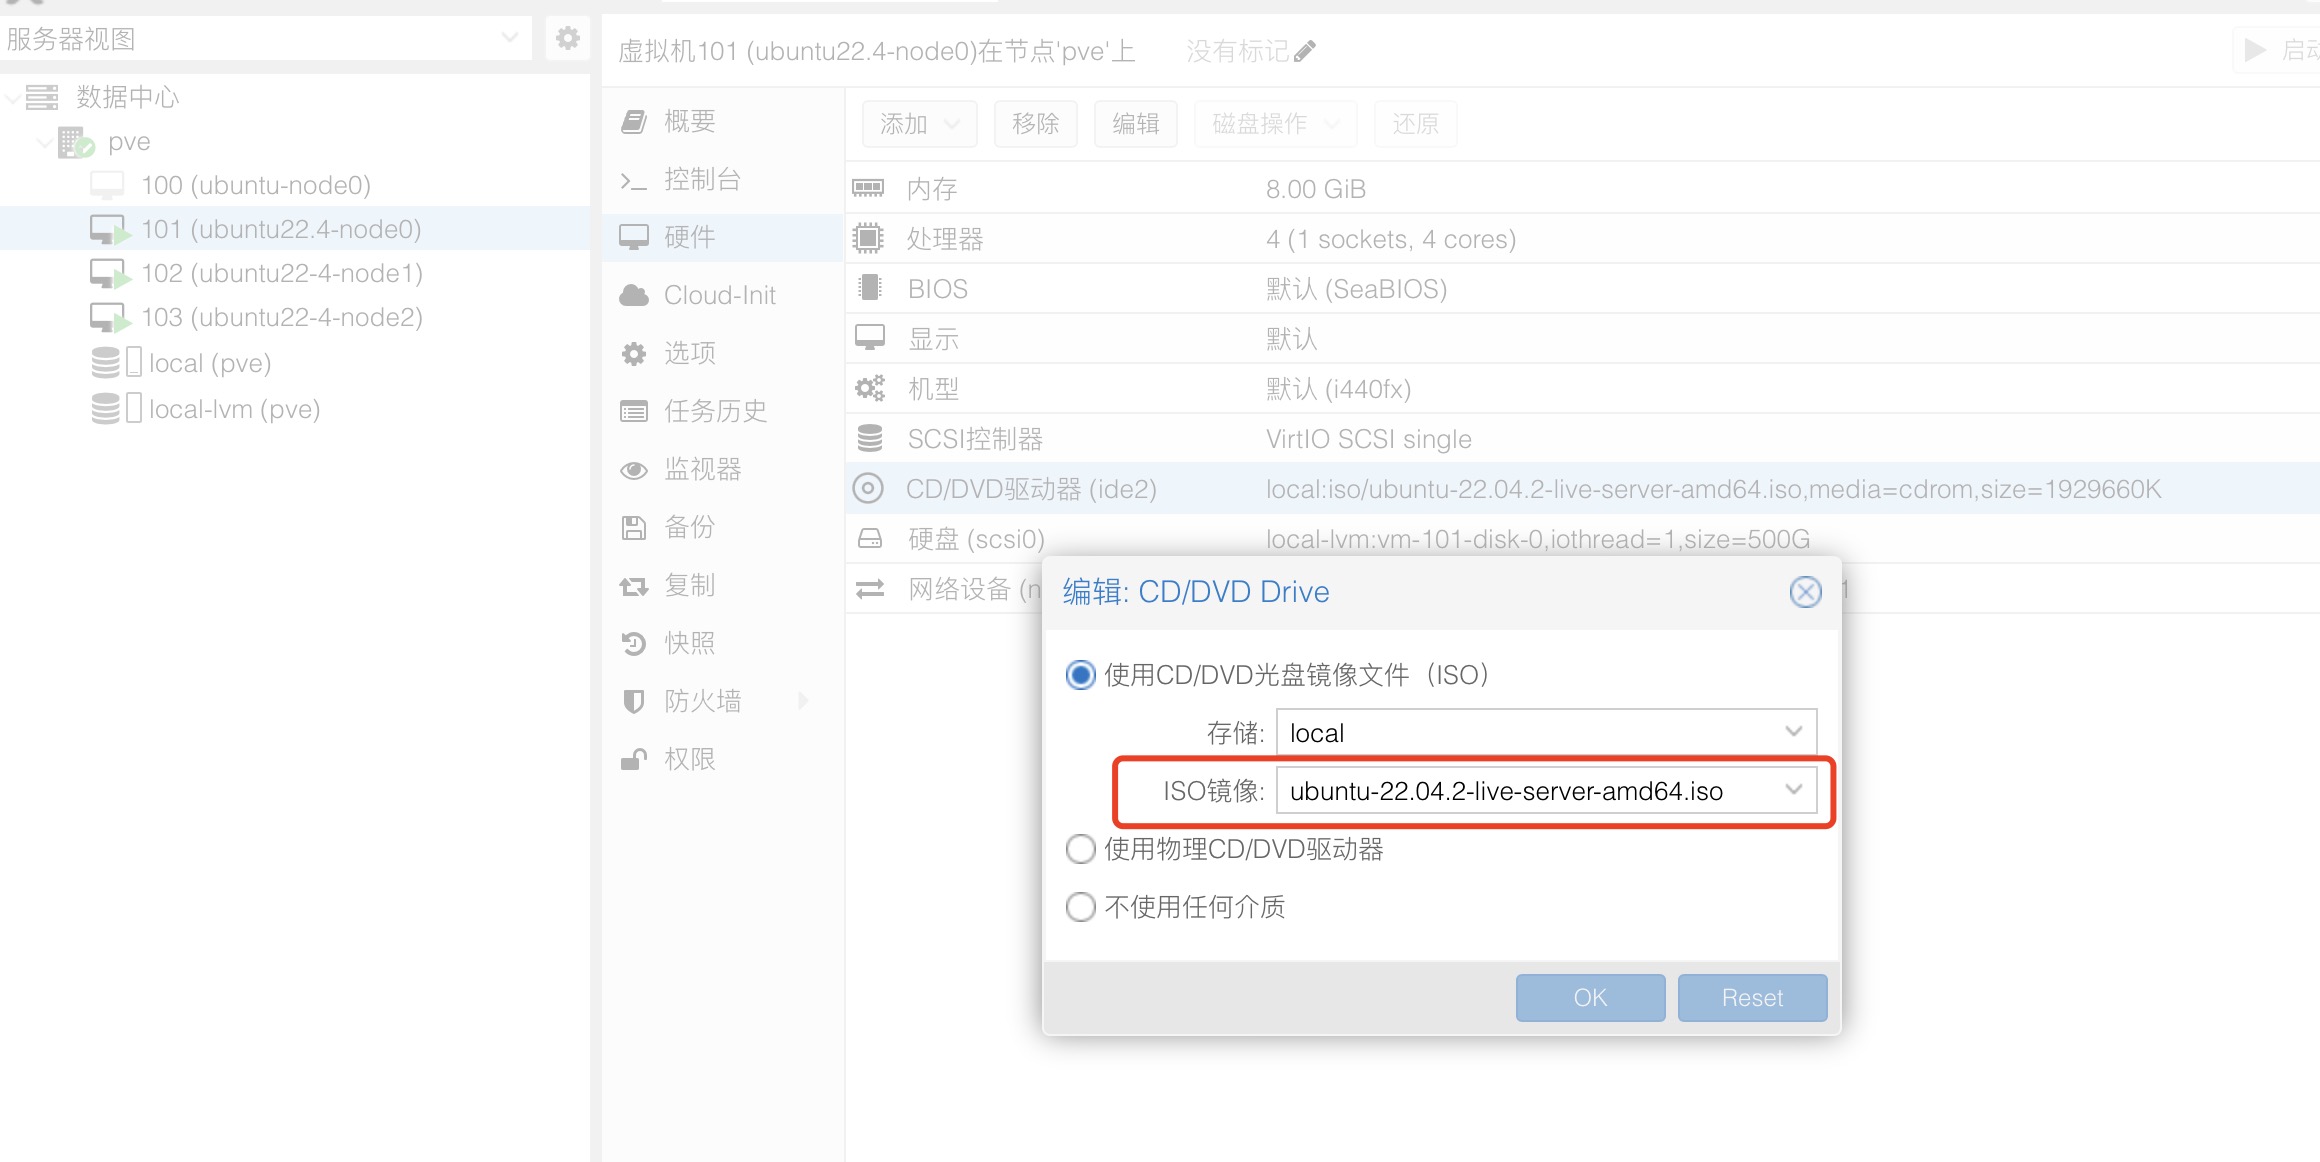 服务器视图
数据中心
pve
100 (ubuntu-node0)
101 (ubuntu22.4-node0)
102 (ubuntu22-4-node1)
103 (ubuntu22-4-node2)
local (pve)
local-lvm (pve)
虚拟机101 (ubuntu22.4-node0)在节点'pve'上 没有标记
概要
控制台
硬件
Cloud-Init
选项
任务历史
监视器
备份
复制
快照
防火墙
权限
添加 移除 编辑 磁盘操作 还原
内存 8.00 GiB
处理器 4 (1 sockets, 4 cores)
BIOS 默认 (SeaBIOS)
显示 默认
机型 默认 (i440fx)
SCSI控制器 VirtIO SCSI single
CD/DVD驱动器 (ide2) local:iso/ubuntu-22.04.2-live-server-amd64.iso,media=cdrom,size=1929660K
硬盘 (scsi0) local-lvm:vm-101-disk-0,iothread=1,size=500G
网络设备 (n
编辑: CD/DVD Drive
使用CD/DVD光盘镜像文件（ISO）
存储: local
ISO镜像: ubuntu-22.04.2-live-server-amd64.iso
使用物理CD/DVD驱动器
不使用任何介质
OK Reset